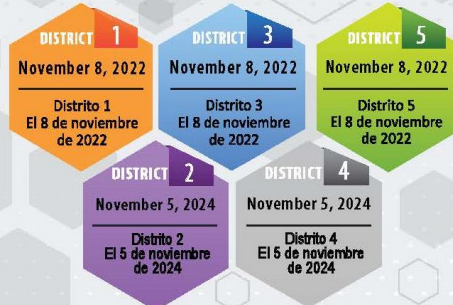 DISTRICT 1
November 8, 2022
Distrito 1
El 8 de noviembre
de 2022
DISTRICT 3
November 8, 2022
Distrito 3
El 8 de noviembre
de 2022
DISTRICT 5
November 8, 2022
Distrito 5
El 8 de noviembre
de 2022
DISTRICT 2
November 5, 2024
Distrito 2
El 5 de noviembre
de 2024
DISTRICT 4
November 5, 2024
Distrito 4
El 5 de noviembre
de 2024